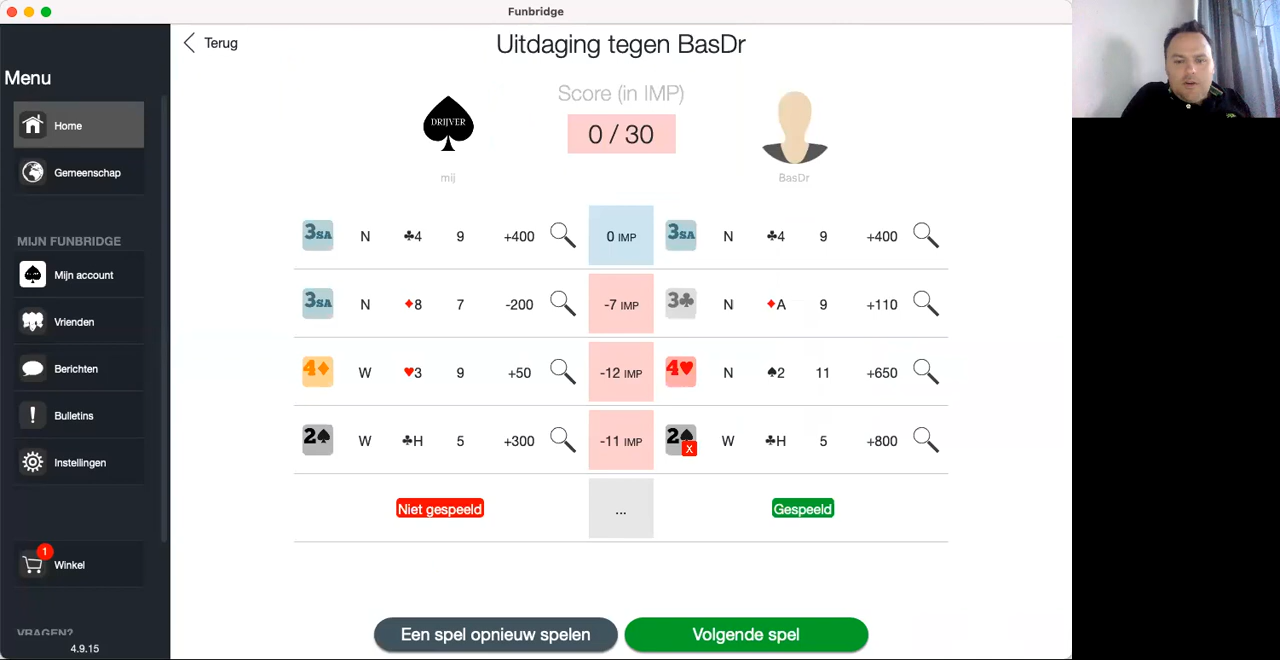 Funbridge
Terug
Uitdaging tegen BasDr
Menu
Home
Gemeenschap
MIJN FUNBRIDGE
Mijn account
Vrienden
Berichten
Bulletins
Instellingen
1
Winkel
VRAGEN?
4.9.15
Score (in IMP)
DRIJVER
0 / 30
mij
BasDr
3SA N ♣4 9 +400 0 IMP 3SA N ♣4 9 +400
3SA N ♦8 7 -200 -7 IMP 3♣ N ♦A 9 +110
4♦ W ♥3 9 +50 -12 IMP 4♥ N ♠2 11 +650
2♠ W ♣H 5 +300 -11 IMP 2♠ X W ♣H 5 +800
Niet gespeeld ... Gespeeld
Een spel opnieuw spelen
Volgende spel